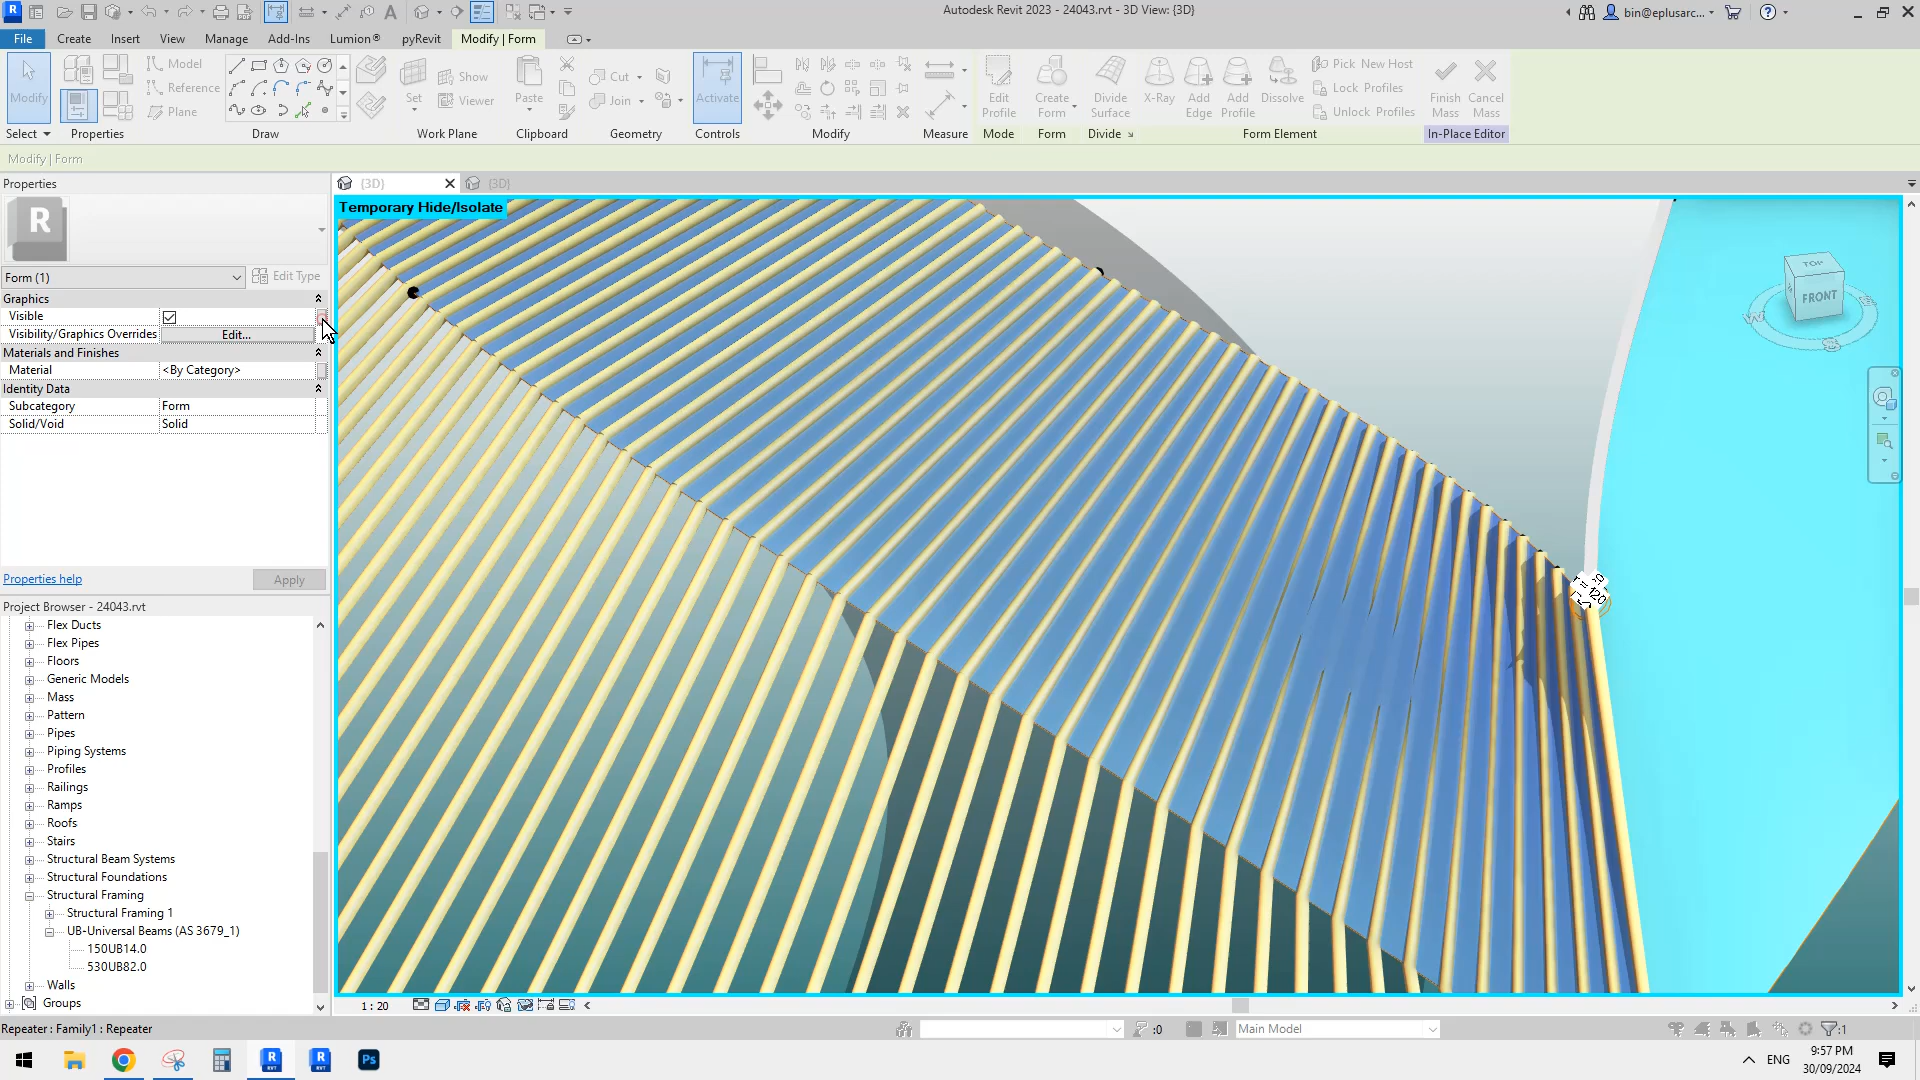 Autodesk Revit 2023 - 24043.rvt - 3D View: {3D}
bin@eplusarc...
File
Create
Insert
View
Manage
Add-Ins
Lumion®
pyRevit
Modify | Form
Modify
Model
Reference
Plane
Set
Show
Viewer
Paste
Cut
Join
Activate
Edit Profile
Create Form
Divide Surface
X-Ray
Add Edge
Add Profile
Dissolve
Pick New Host
Lock Profiles
Unlock Profiles
Finish Mass
Cancel Mass
Select
Properties
Draw
Work Plane
Clipboard
Geometry
Controls
Modify
Measure
Mode
Form
Divide
Form Element
In-Place Editor
Modify | Form
Properties
{3D}
{3D}
Temporary Hide/Isolate
R
Form (1)
Edit Type
Graphics
Visible
Visibility/Graphics Overrides
Edit...
Materials and Finishes
Material
<By Category>
Identity Data
Subcategory
Form
Solid/Void
Solid
TOP
FRONT
120
Properties help
Apply
Project Browser - 24043.rvt
Flex Ducts
Flex Pipes
Floors
Generic Models
Mass
Pattern
Pipes
Piping Systems
Profiles
Railings
Ramps
Roofs
Stairs
Structural Beam Systems
Structural Foundations
Structural Framing
Structural Framing 1
UB-Universal Beams (AS 3679_1)
150UB14.0
530UB82.0
Walls
Groups
1 : 20
Repeater : Family1 : Repeater
:0
Main Model
:1
R
RVT
R
RVT
Ps
ENG
9:57 PM
30/09/2024